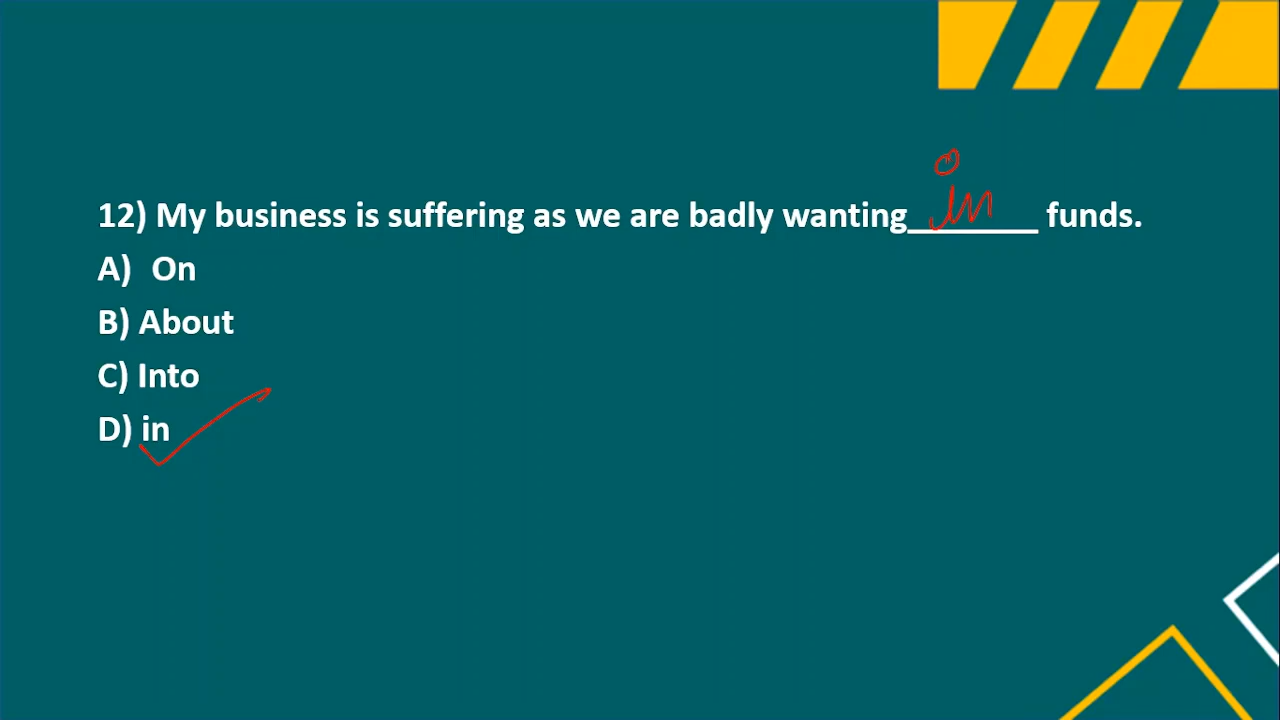 12) My business is suffering as we are badly wanting in funds.
A) On
B) About
C) Into
D) in